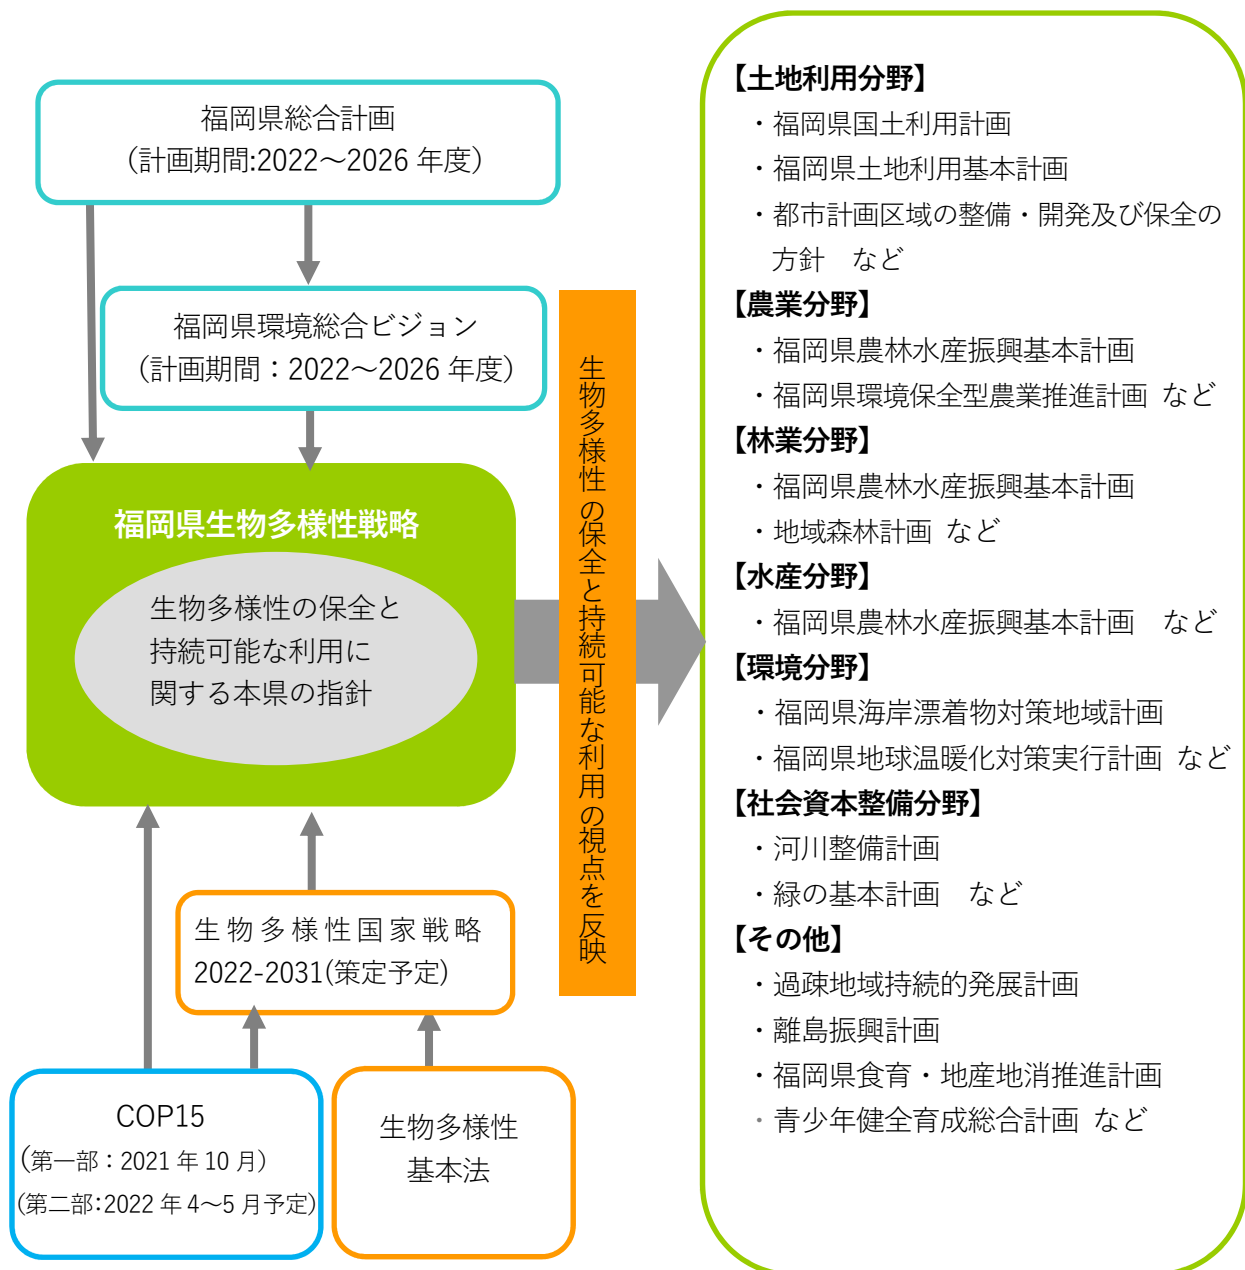 福岡県総合計画
(計画期間:2022～2026 年度)
福岡県環境総合ビジョン
(計画期間：2022～2026 年度)
福岡県生物多様性戦略
生物多様性の保全と
持続可能な利用に
関する本県の指針
生物多様性国家戦略
2022-2031(策定予定)
COP15
(第一部：2021 年 10 月)
(第二部:2022 年 4～5 月予定)
生物多様性
基本法
生物多様性の保全と持続可能な利用の視点を反映
【土地利用分野】
・福岡県国土利用計画
・福岡県土地利用基本計画
・都市計画区域の整備・開発及び保全の
方針　など
【農業分野】
・福岡県農林水産振興基本計画
・福岡県環境保全型農業推進計画 など
【林業分野】
・福岡県農林水産振興基本計画
・地域森林計画 など
【水産分野】
・福岡県農林水産振興基本計画　など
【環境分野】
・福岡県海岸漂着物対策地域計画
・福岡県地球温暖化対策実行計画 など
【社会資本整備分野】
・河川整備計画
・緑の基本計画　など
【その他】
・過疎地域持続的発展計画
・離島振興計画
・福岡県食育・地産地消推進計画
・青少年健全育成総合計画 など